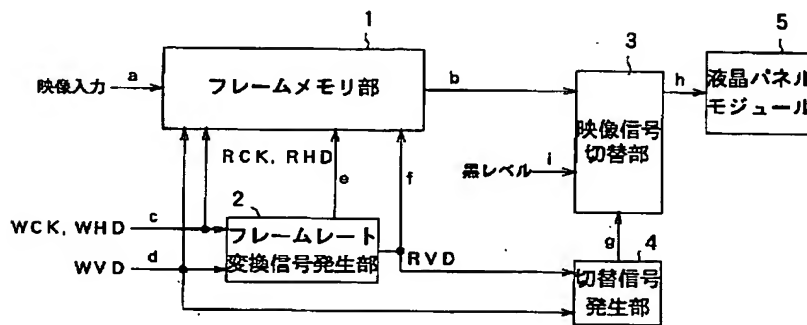 1
3
5
映像入力
a
フレームメモリ部
b
h
液晶パネル
モジュール
映像信号
切替部
RCK, RHD
e
f
黒レベル
i
2
WCK, WHD
c
フレームレート
変換信号発生部
WVD
d
RVD
g
4
切替信号
発生部